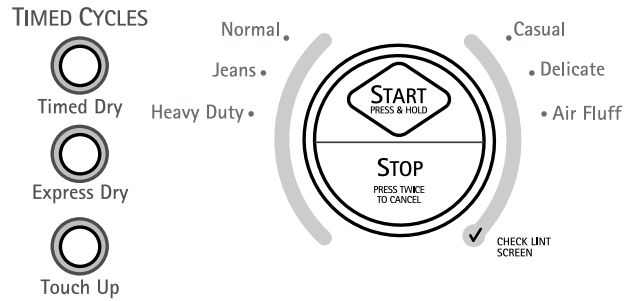 TIMED CYCLES
Timed Dry
Express Dry
Touch Up
Normal
Jeans
Heavy Duty
START
PRESS & HOLD
STOP
PRESS TWICE
TO CANCEL
Casual
Delicate
Air Fluff
CHECK LINT
SCREEN